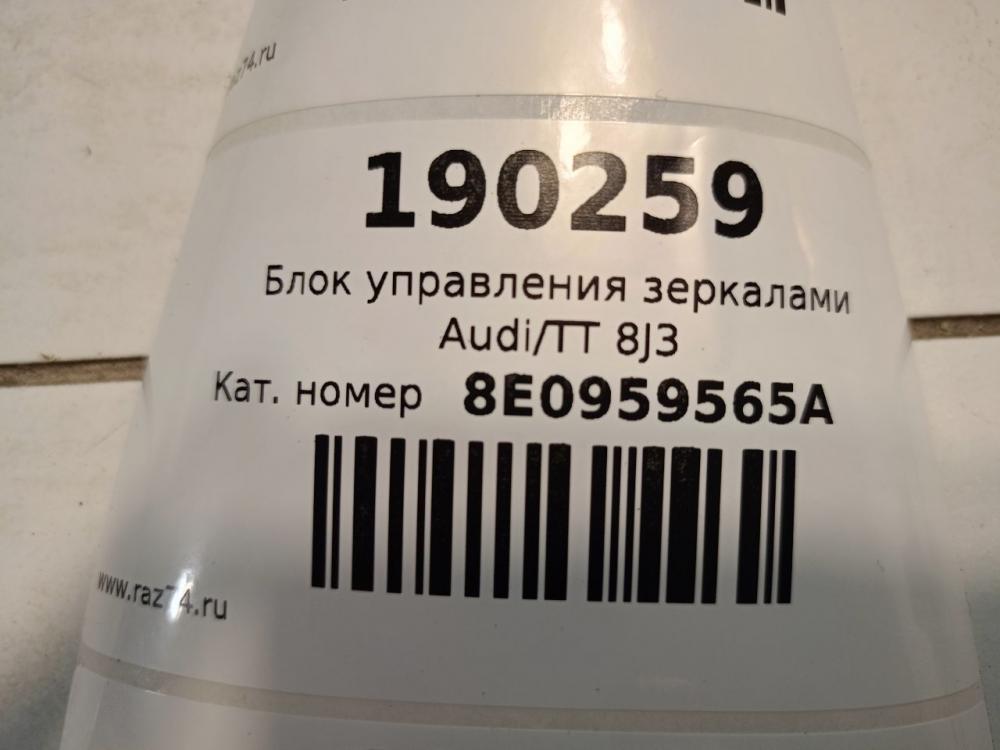 190259
Блок управления зеркалами
Audi/TT 8J3
Кат. номер 8E0959565A
www.raz74.ru